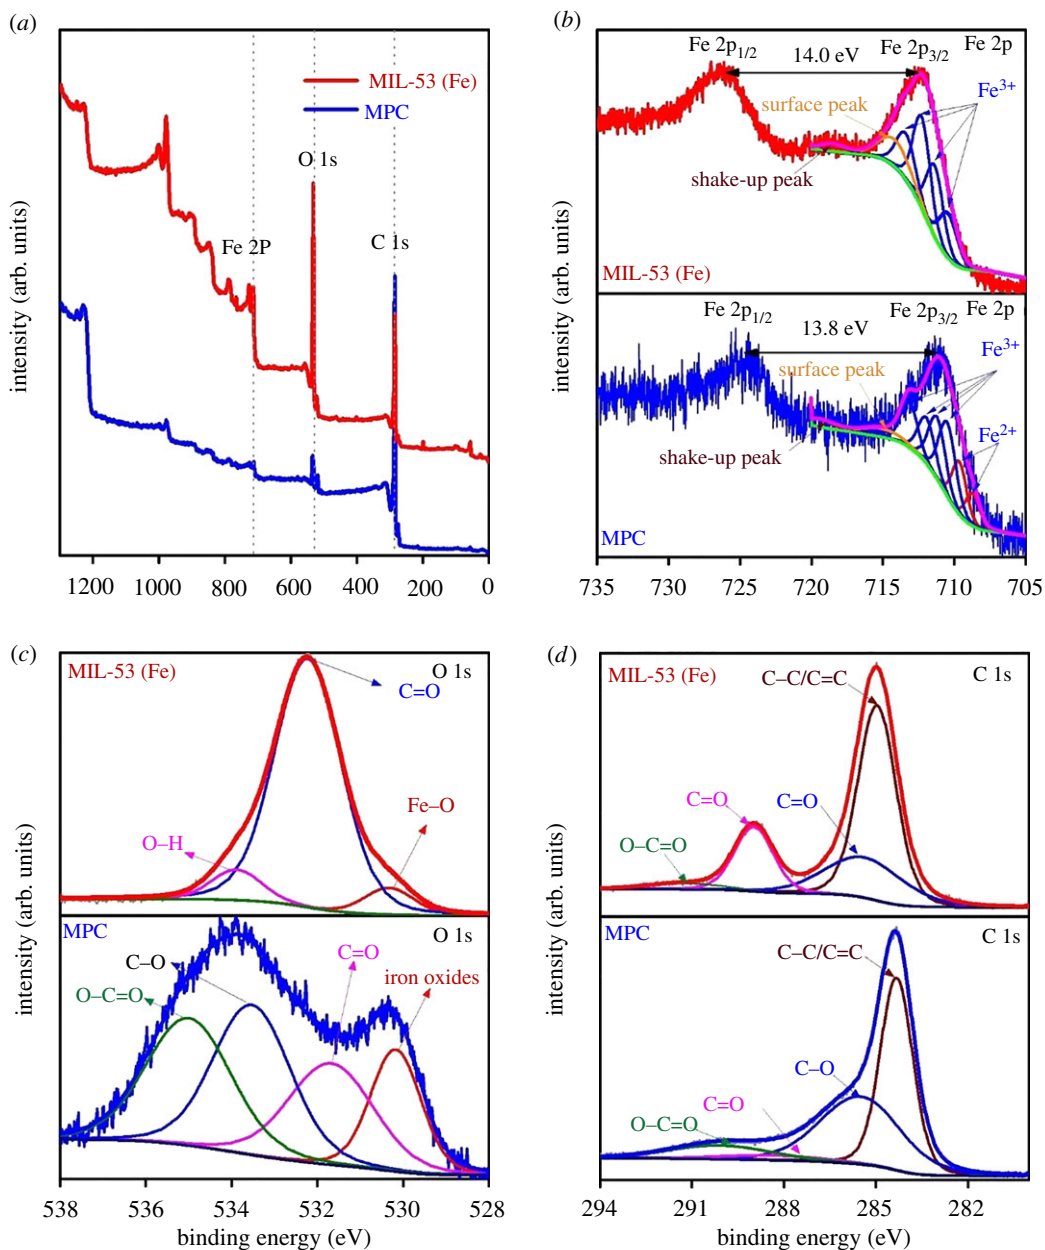 (a)
intensity (arb. units)
MIL-53 (Fe)
MPC
O 1s
Fe 2P
C 1s
1200 1000 800 600 400 200 0
(b)
intensity (arb. units)
Fe 2p1/2
14.0 eV
Fe 2p3/2
Fe 2p
surface peak
Fe3+
shake-up peak
MIL-53 (Fe)
Fe 2p1/2
13.8 eV
Fe 2p3/2
Fe 2p
surface peak
Fe3+
Fe2+
shake-up peak
MPC
735 730 725 720 715 710 705
(c)
intensity (arb. units)
MIL-53 (Fe)
O 1s
C=O
Fe–O
O–H
MPC
O 1s
C–O
C=O
O–C=O
iron oxides
538 536 534 532 530 528
binding energy (eV)
(d)
intensity (arb. units)
MIL-53 (Fe)
C–C/C=C
C 1s
C=O
C=O
O–C=O
MPC
C 1s
C–C/C=C
C–O
C=O
O–C=O
294 291 288 285 282
binding energy (eV)